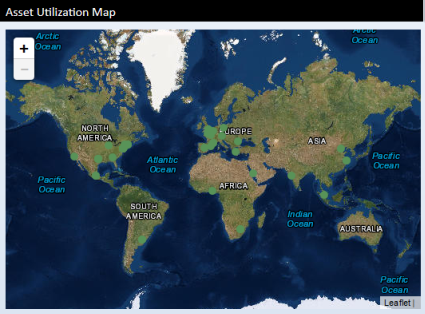 Asset Utilization Map
Arctic
Ocean
Arctic
Ocean
+
−
NORTH
AMERICA
EUROPE
ASIA
Atlantic
Ocean
Pacific
Ocean
Pacific
Ocean
AFRICA
SOUTH
AMERICA
Indian
Ocean
AUSTRALIA
Pacific
Ocean
Leaflet |